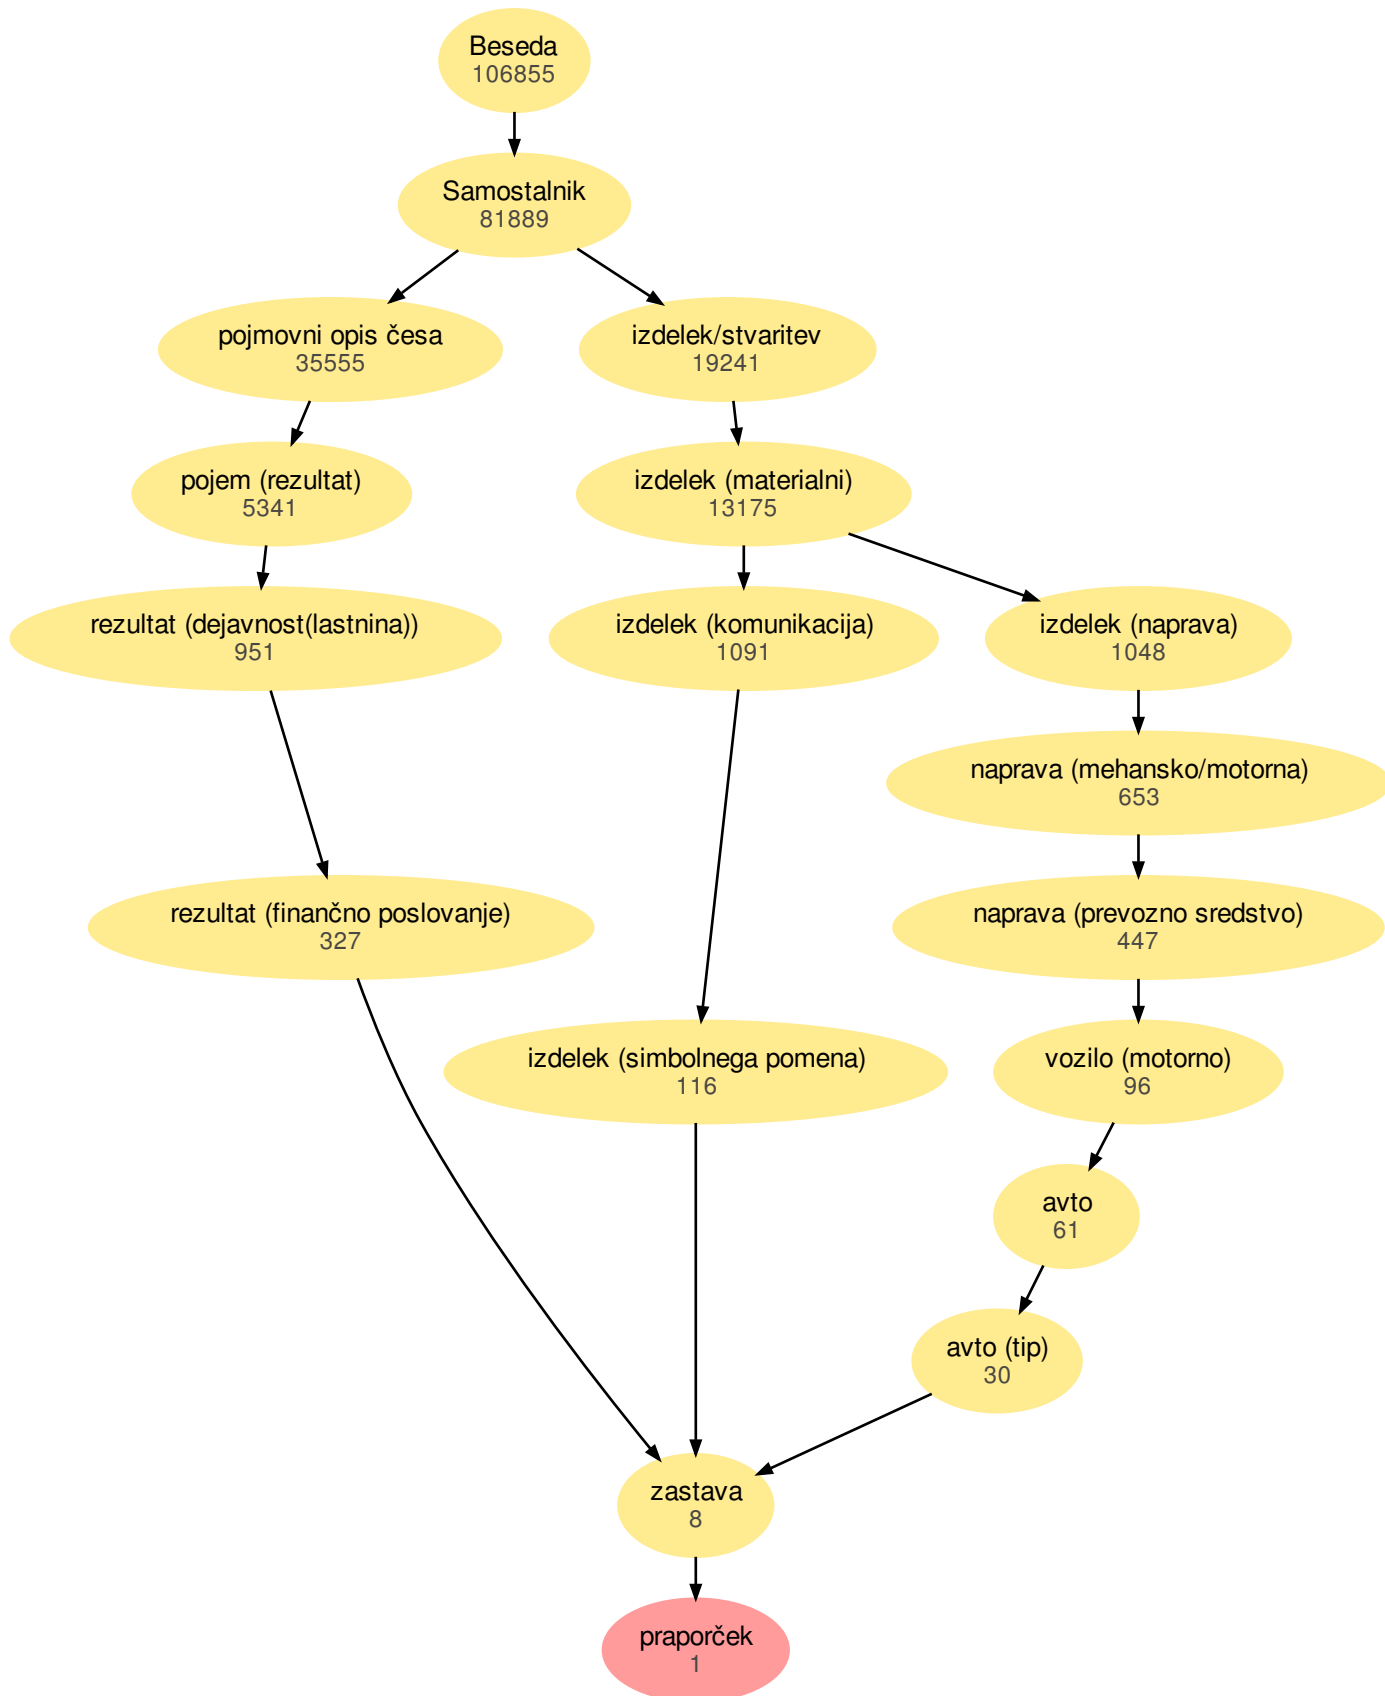 Beseda
106855
Samostalnik
81889
pojmovni opis česa
35555
izdelek/stvaritev
19241
pojem (rezultat)
5341
izdelek (materialni)
13175
rezultat (dejavnost(lastnina))
951
izdelek (komunikacija)
1091
izdelek (naprava)
1048
naprava (mehansko/motorna)
653
rezultat (finančno poslovanje)
327
naprava (prevozno sredstvo)
447
izdelek (simbolnega pomena)
116
vozilo (motorno)
96
avto
61
avto (tip)
30
zastava
8
praporček
1